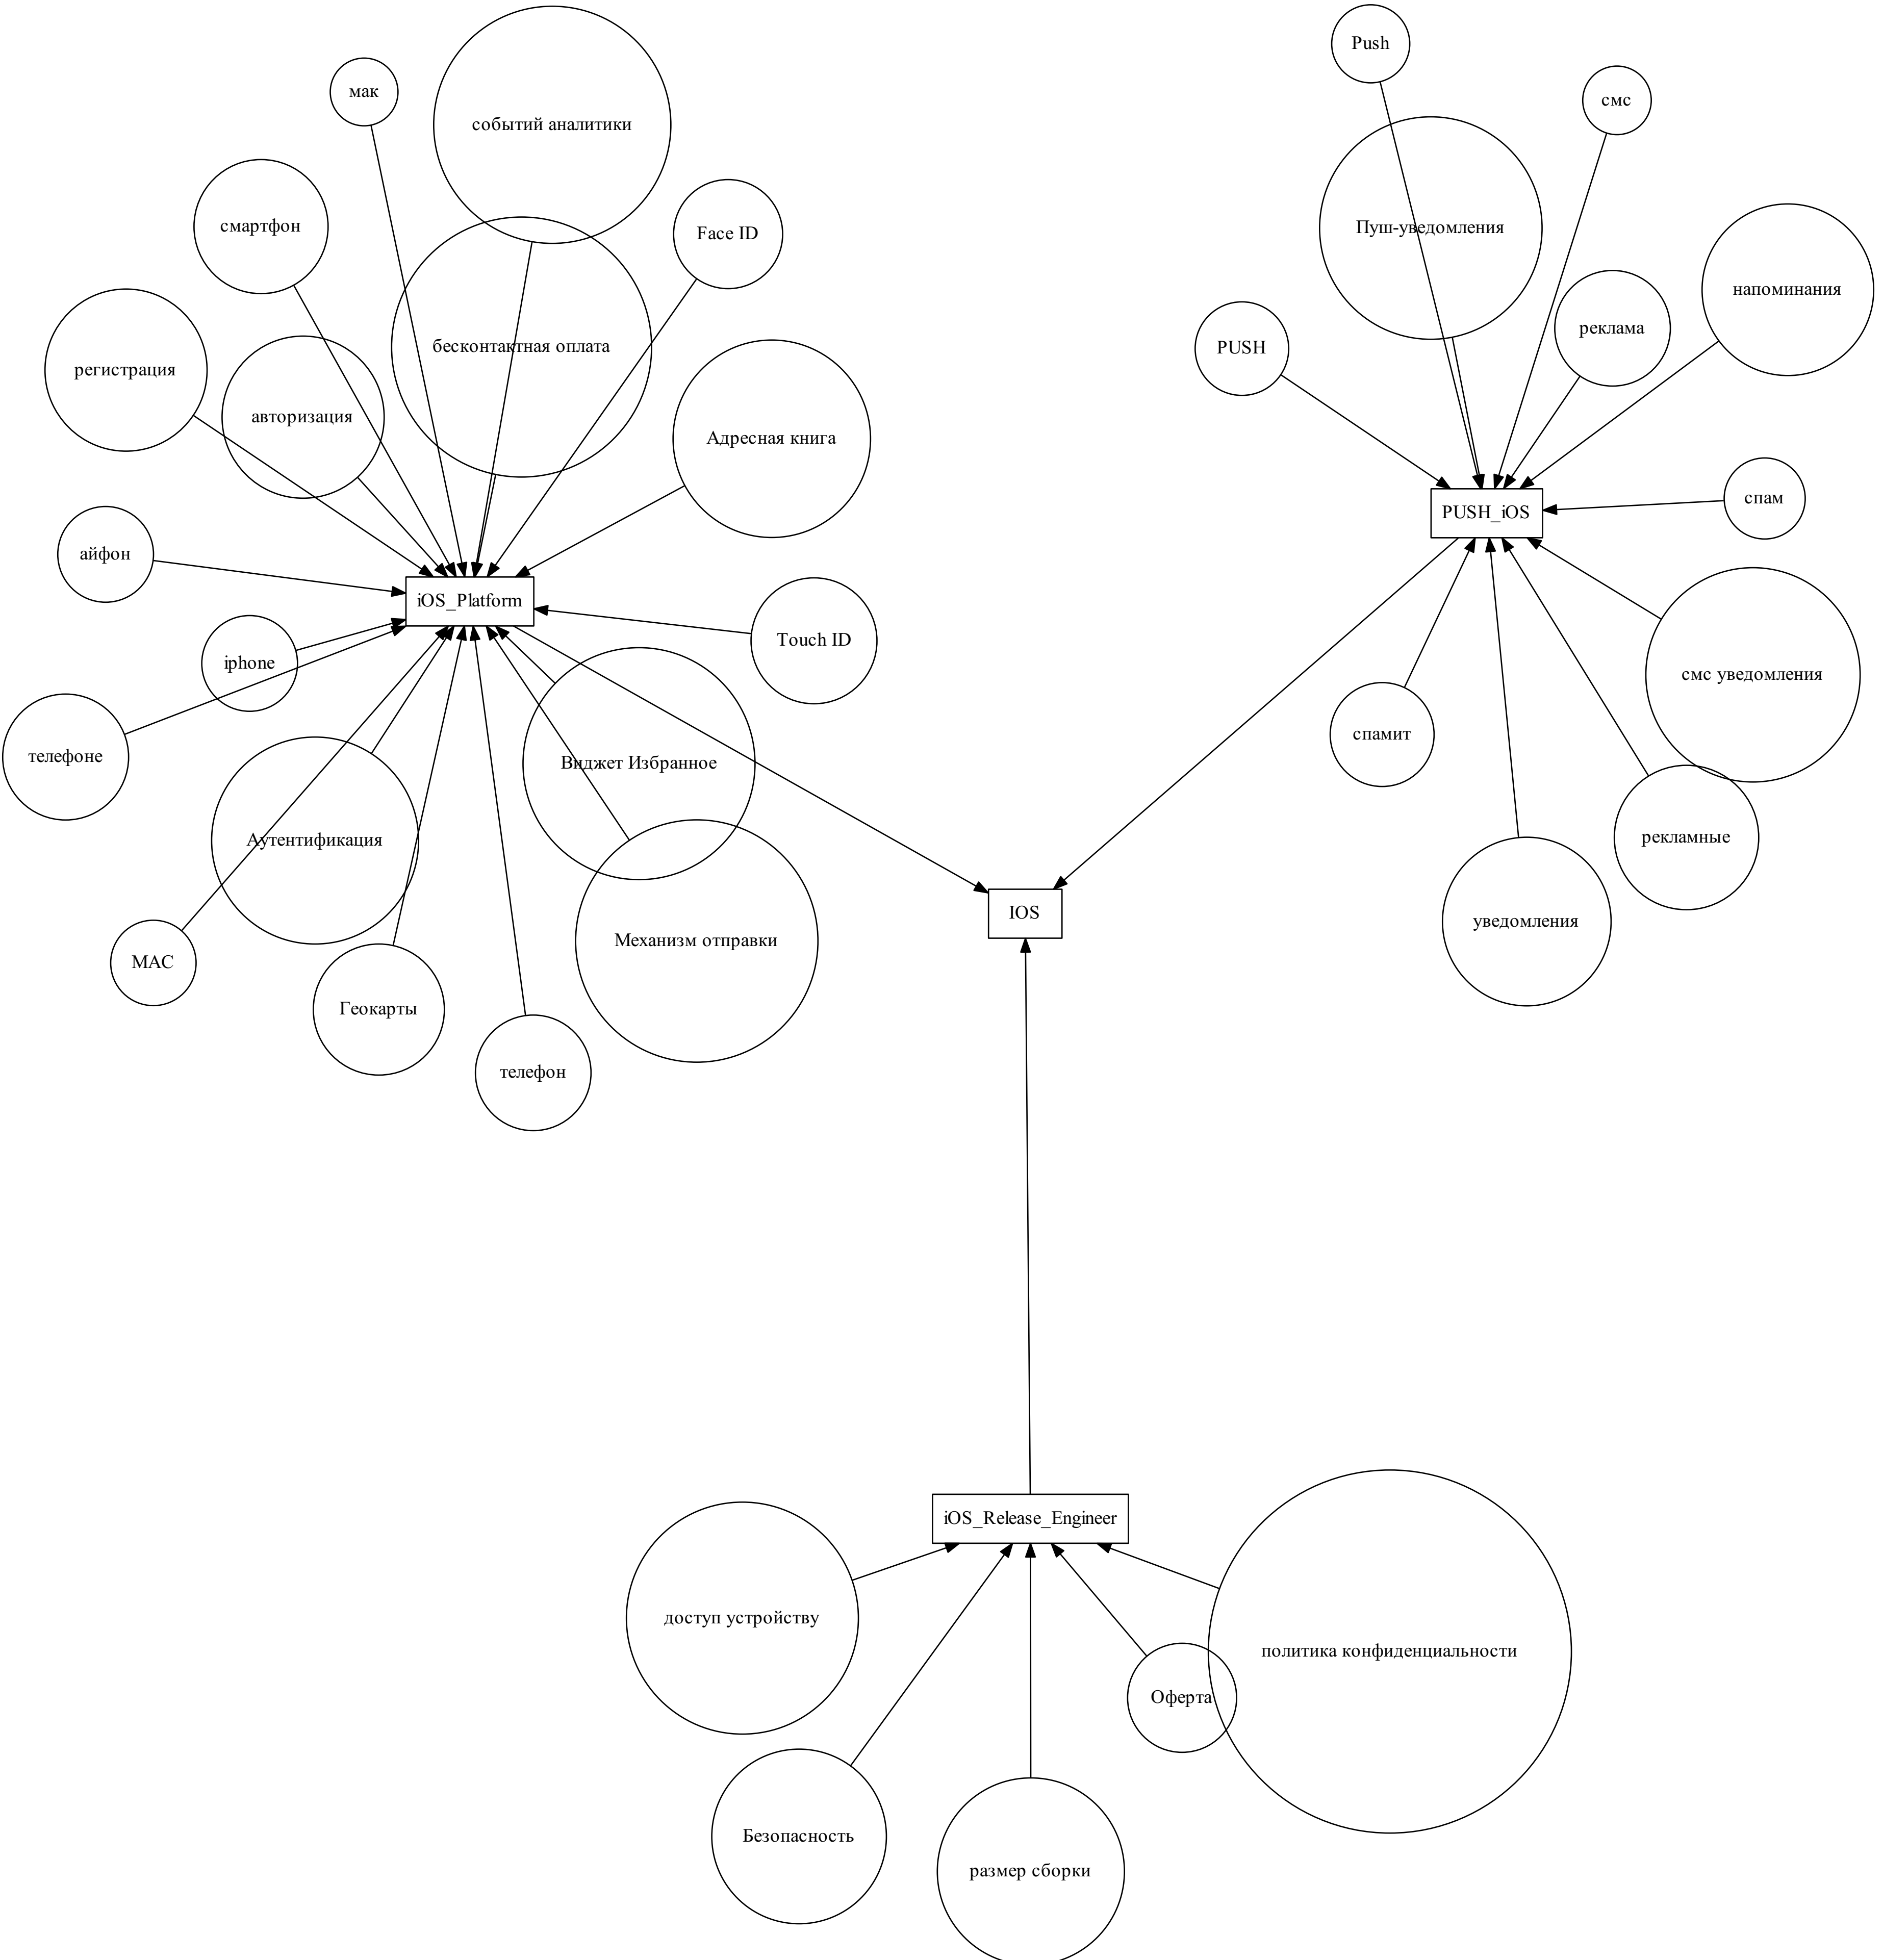 Push
мак
смс
событий аналитики
смартфон
Пуш-уведомления
Face ID
напоминания
реклама
бесконтактная оплата
PUSH
регистрация
авторизация
Адресная книга
спам
PUSH_iOS
айфон
iOS_Platform
Touch ID
iphone
смс уведомления
спамит
телефоне
Виджет Избранное
рекламные
Аутентификация
IOS
уведомления
Механизм отправки
MAC
Геокарты
телефон
iOS_Release_Engineer
доступ устройству
политика конфиденциальности
Оферта
Безопасность
размер сборки